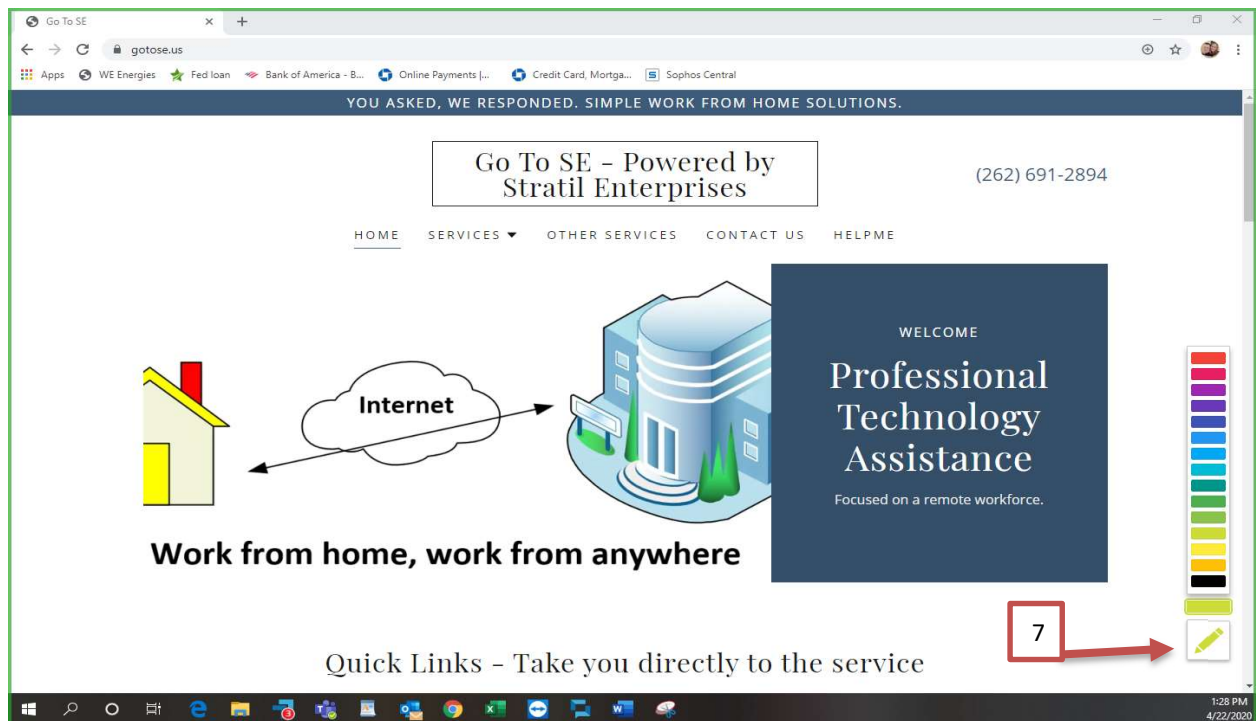 Go To SE
gotose.us
Apps WE Energies Fed loan Bank of America - B... Online Payments |... Credit Card, Mortga... Sophos Central
YOU ASKED, WE RESPONDED. SIMPLE WORK FROM HOME SOLUTIONS.
Go To SE - Powered by
Stratil Enterprises
(262) 691-2894
HOME SERVICES OTHER SERVICES CONTACT US HELPME
Internet
Work from home, work from anywhere
WELCOME
Professional
Technology
Assistance
Focused on a remote workforce.
7
Quick Links - Take you directly to the service
3
1:28 PM
4/22/2020